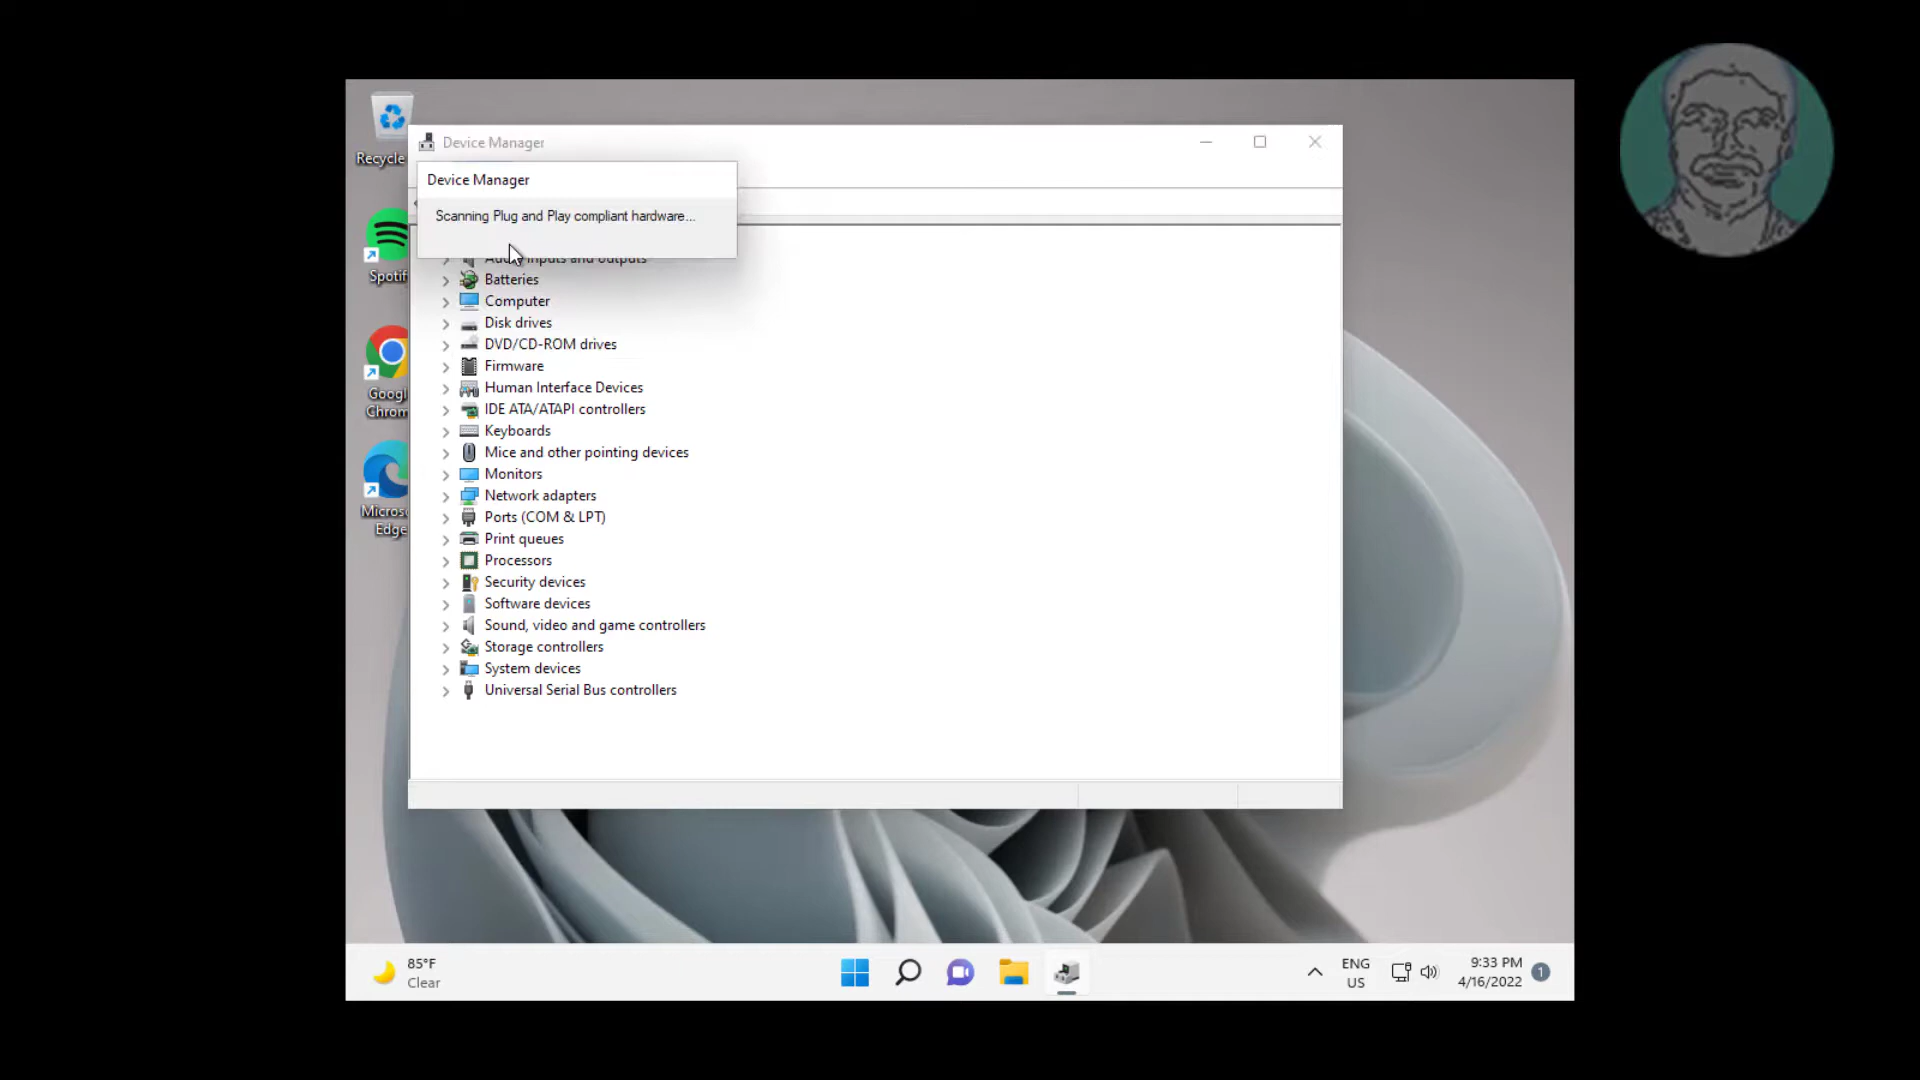 Recycle
Device Manager
Device Manager
Scanning Plug and Play compliant hardware...
Spotif
Googl
Chrom
Micros
Edge
inputs and outputs
Batteries
Computer
Disk drives
DVD/CD-ROM drives
Firmware
Human Interface Devices
IDE ATA/ATAPI controllers
Keyboards
Mice and other pointing devices
Monitors
Network adapters
Ports (COM & LPT)
Print queues
Processors
Security devices
Software devices
Sound, video and game controllers
Storage controllers
System devices
Universal Serial Bus controllers
85°F
Clear
ENG
US
9:33 PM
4/16/2022
1